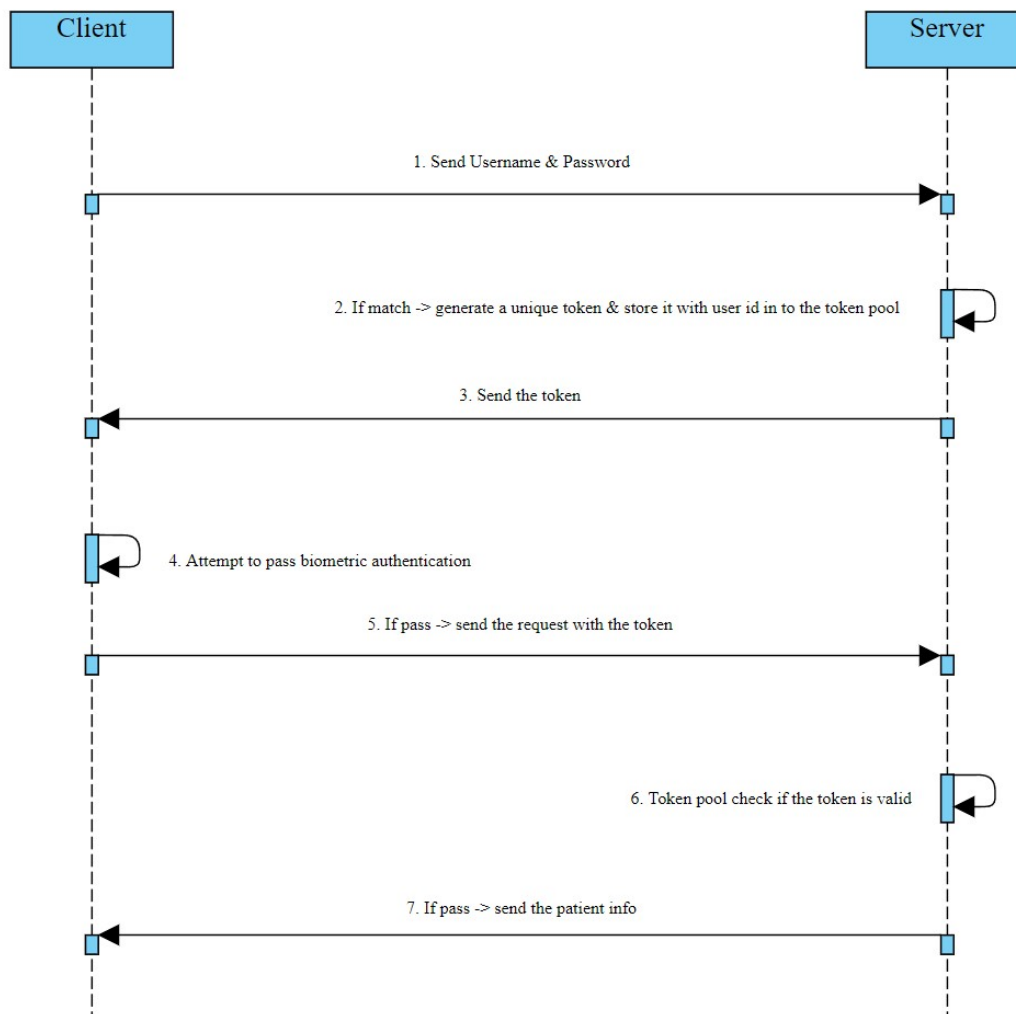 Client
Server
1. Send Username & Password
2. If match -> generate a unique token & store it with user id in to the token pool
3. Send the token
4. Attempt to pass biometric authentication
5. If pass -> send the request with the token
6. Token pool check if the token is valid
7. If pass -> send the patient info